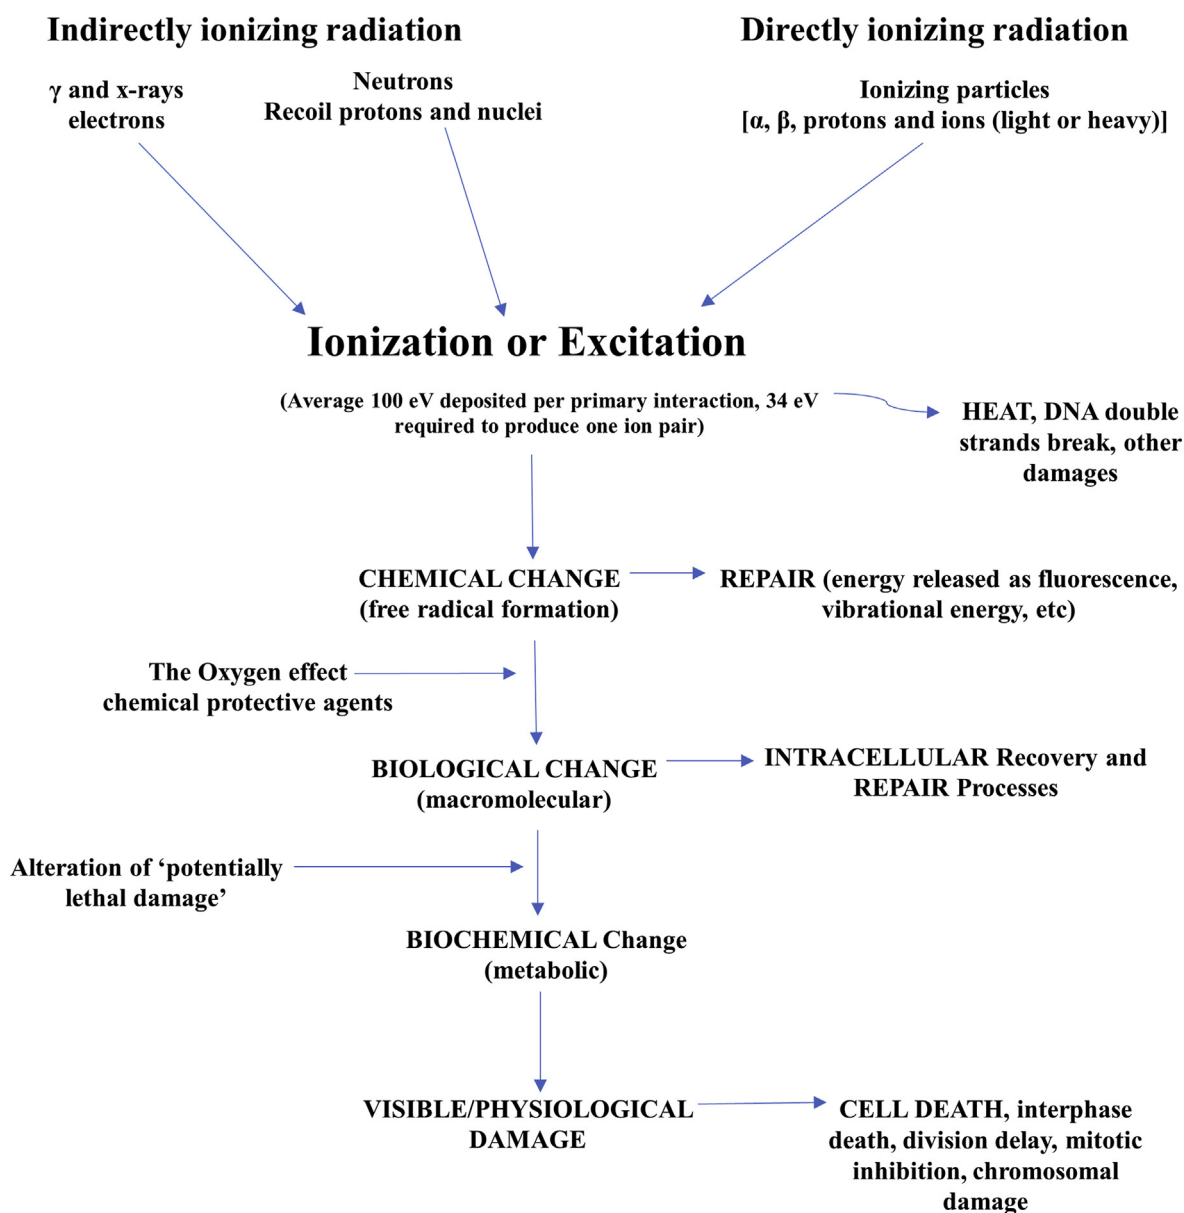 Indirectly ionizing radiation
Directly ionizing radiation
γ and x-rays
electrons
Neutrons
Recoil protons and nuclei
Ionizing particles
[α, β, protons and ions (light or heavy)]
Ionization or Excitation
(Average 100 eV deposited per primary interaction, 34 eV
required to produce one ion pair)
HEAT, DNA double
strands break, other
damages
CHEMICAL CHANGE
(free radical formation)
REPAIR (energy released as fluorescence,
vibrational energy, etc)
The Oxygen effect
chemical protective agents
BIOLOGICAL CHANGE
(macromolecular)
INTRACELLULAR Recovery and
REPAIR Processes
Alteration of ‘potentially
lethal damage’
BIOCHEMICAL Change
(metabolic)
VISIBLE/PHYSIOLOGICAL
DAMAGE
CELL DEATH, interphase
death, division delay, mitotic
inhibition, chromosomal
damage